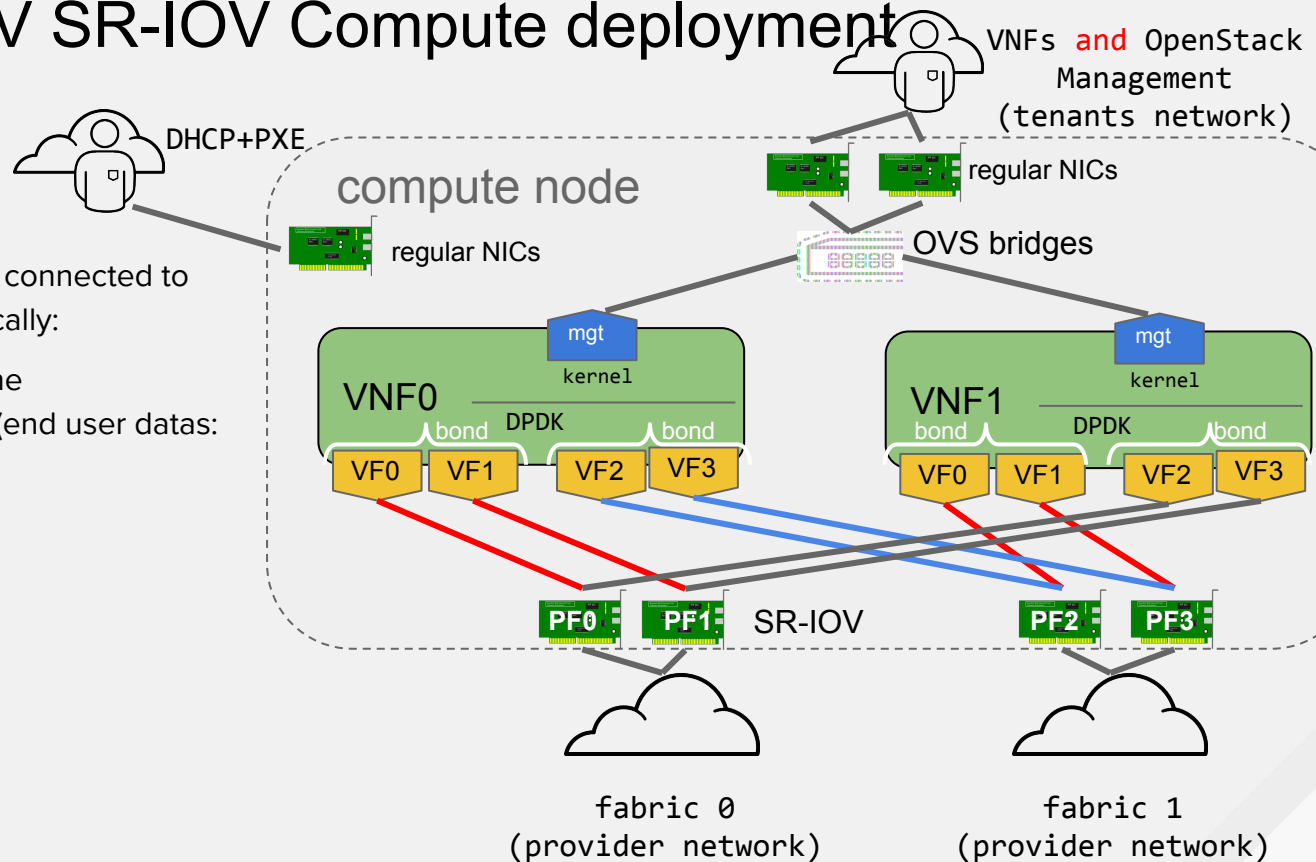 V SR-IOV Compute deployment
VNFs and OpenStack
Management
(tenants network)
DHCP+PXE
compute node
regular NICs
regular NICs
OVS bridges
connected to
cally:
ne
(end user datas:
mgt
kernel
VNF0
DPDK
bond
bond
VF0
VF1
VF2
VF3
mgt
kernel
VNF1
DPDK
bond
bond
VF0
VF1
VF2
VF3
PF0
PF1
SR-IOV
PF2
PF3
fabric 0
(provider network)
fabric 1
(provider network)